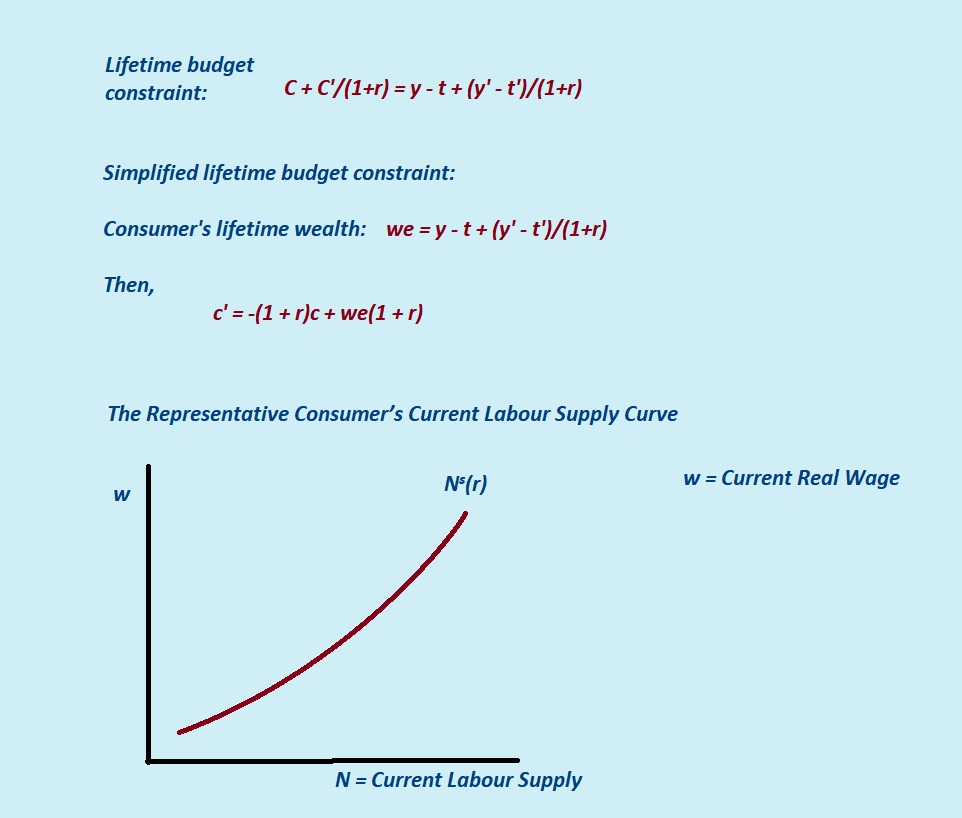 Lifetime budget
constraint:
C + C'/(1+r) = y - t + (y' - t')/(1+r)
Simplified lifetime budget constraint:
Consumer's lifetime wealth: we = y - t + (y' - t')/(1+r)
Then,
c' = -(1 + r)c + we(1 + r)
The Representative Consumer’s Current Labour Supply Curve
w
Nˢ(r)
w = Current Real Wage
N = Current Labour Supply